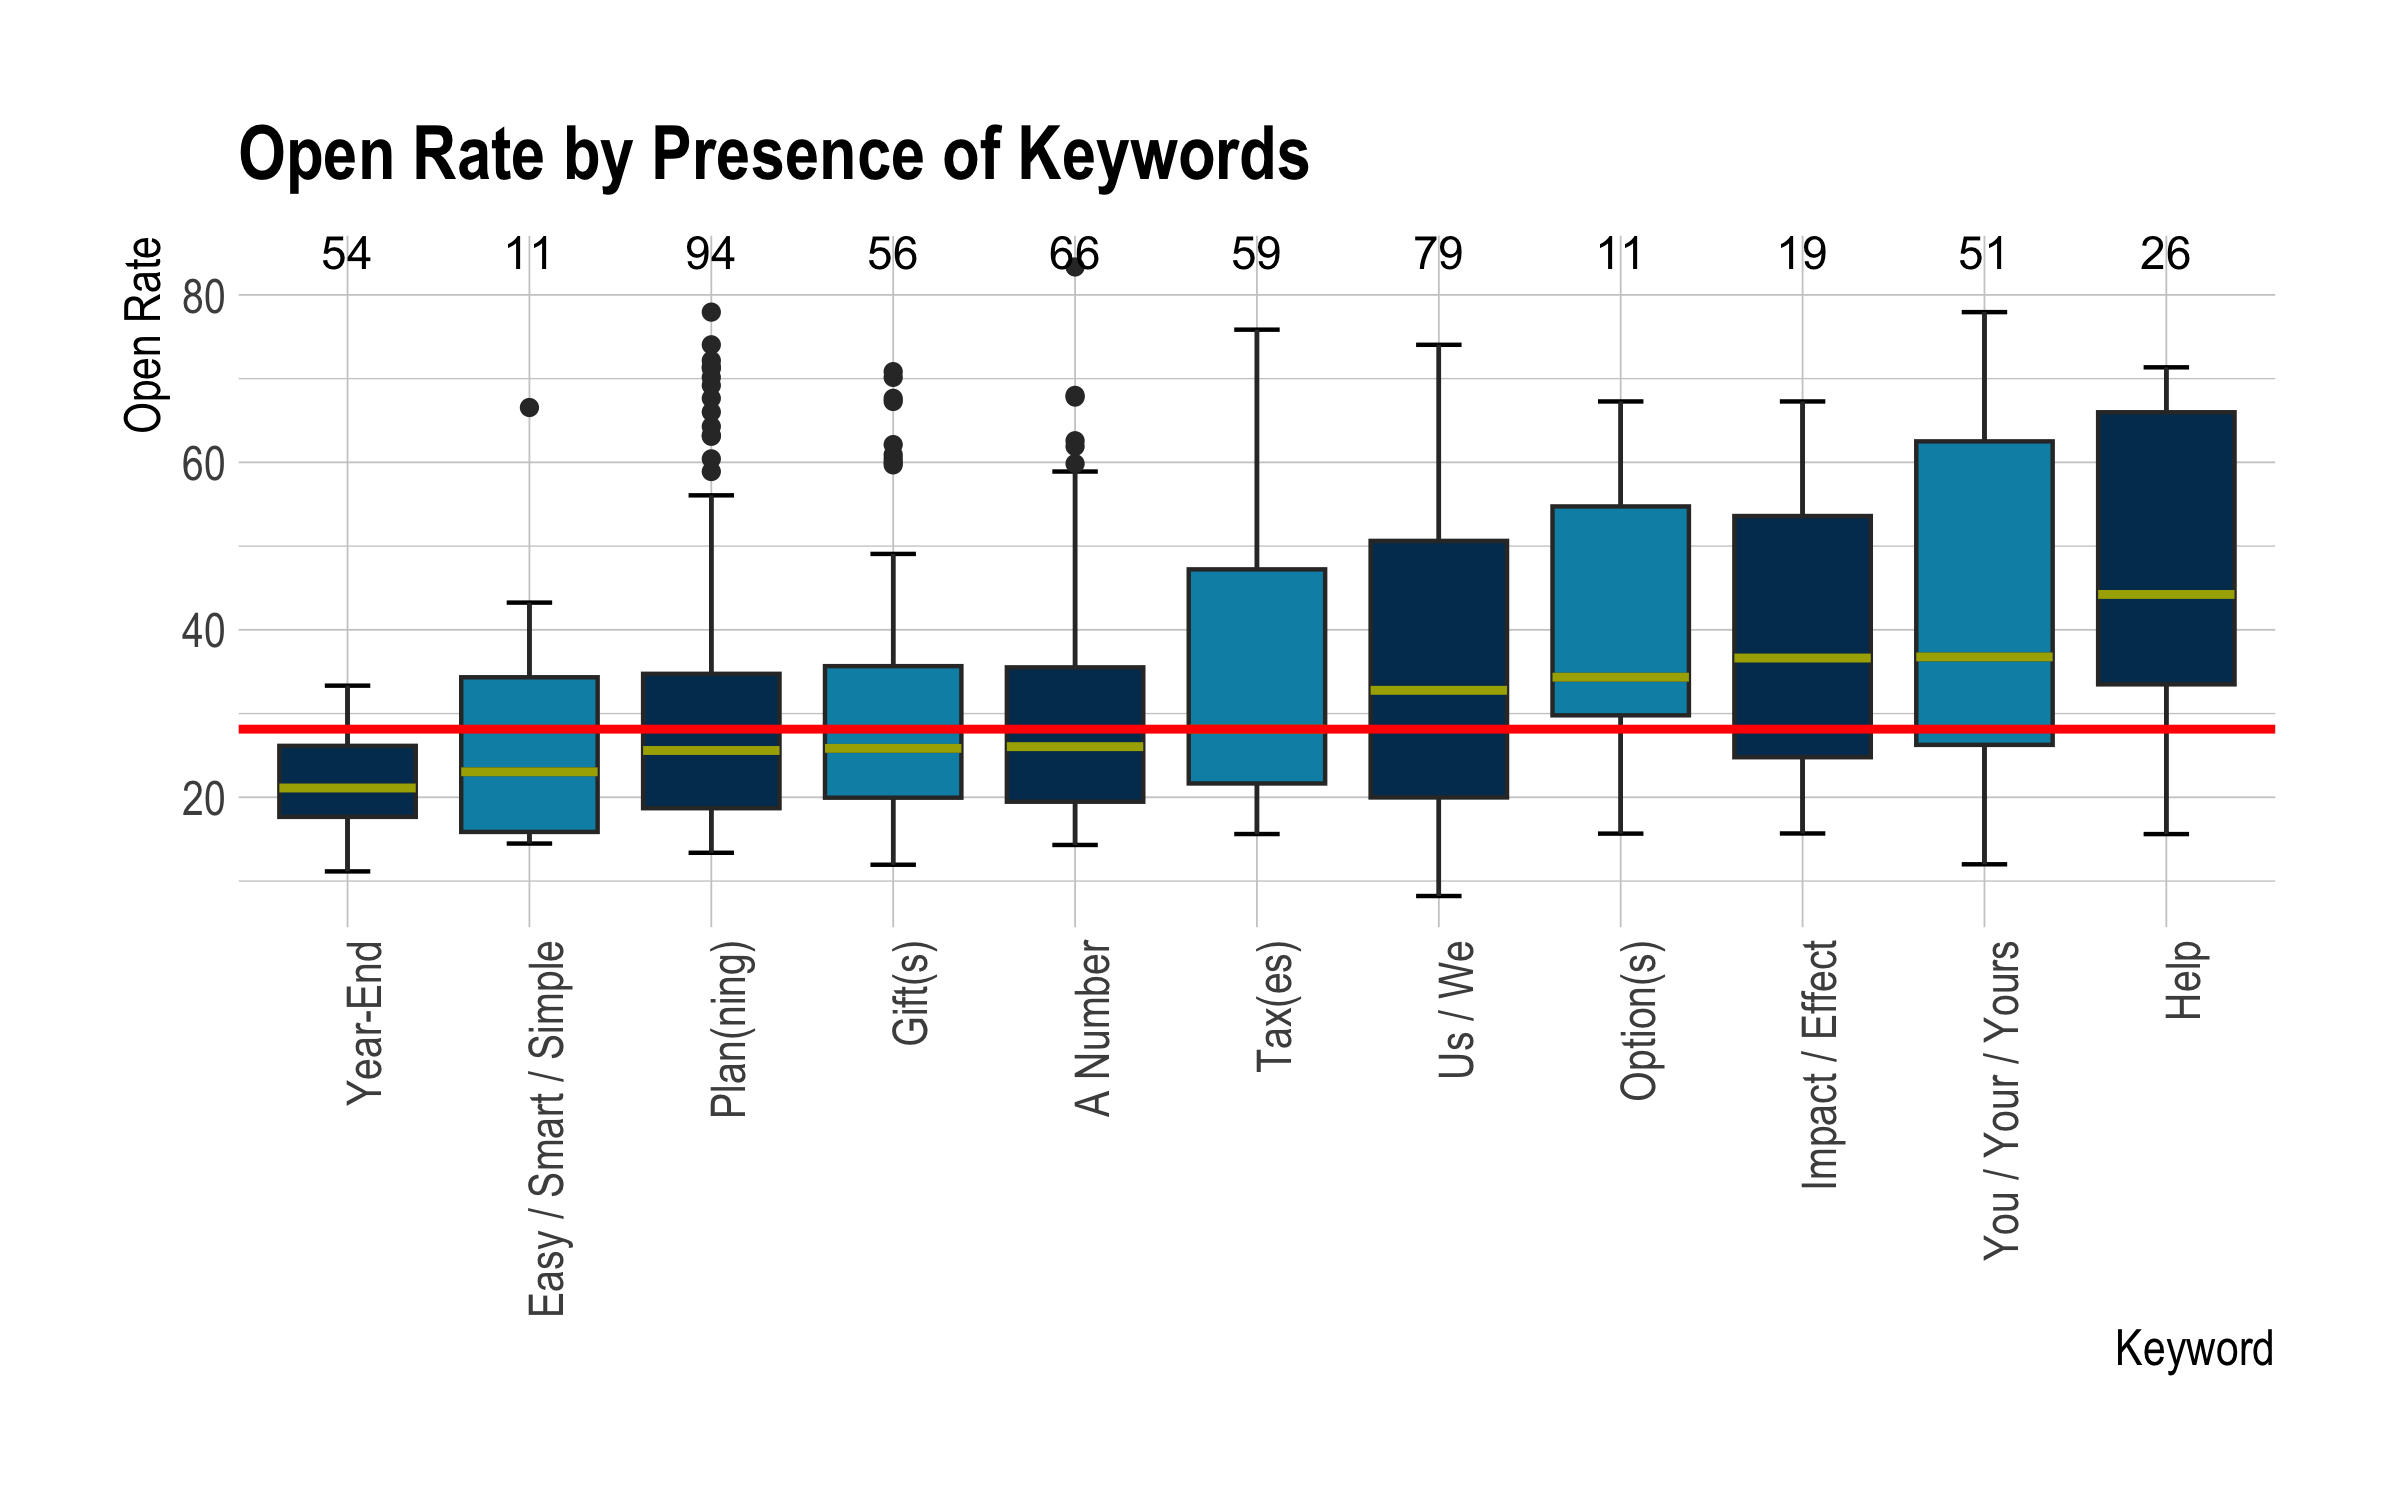 Open Rate by Presence of Keywords
54 11 94 56 66 59 79 11 19 51 26
Open Rate
80
60
40
20
Year-End
Easy / Smart / Simple
Plan(ning)
Gift(s)
A Number
Tax(es)
Us / We
Option(s)
Impact / Effect
You / Your / Yours
Help
Keyword